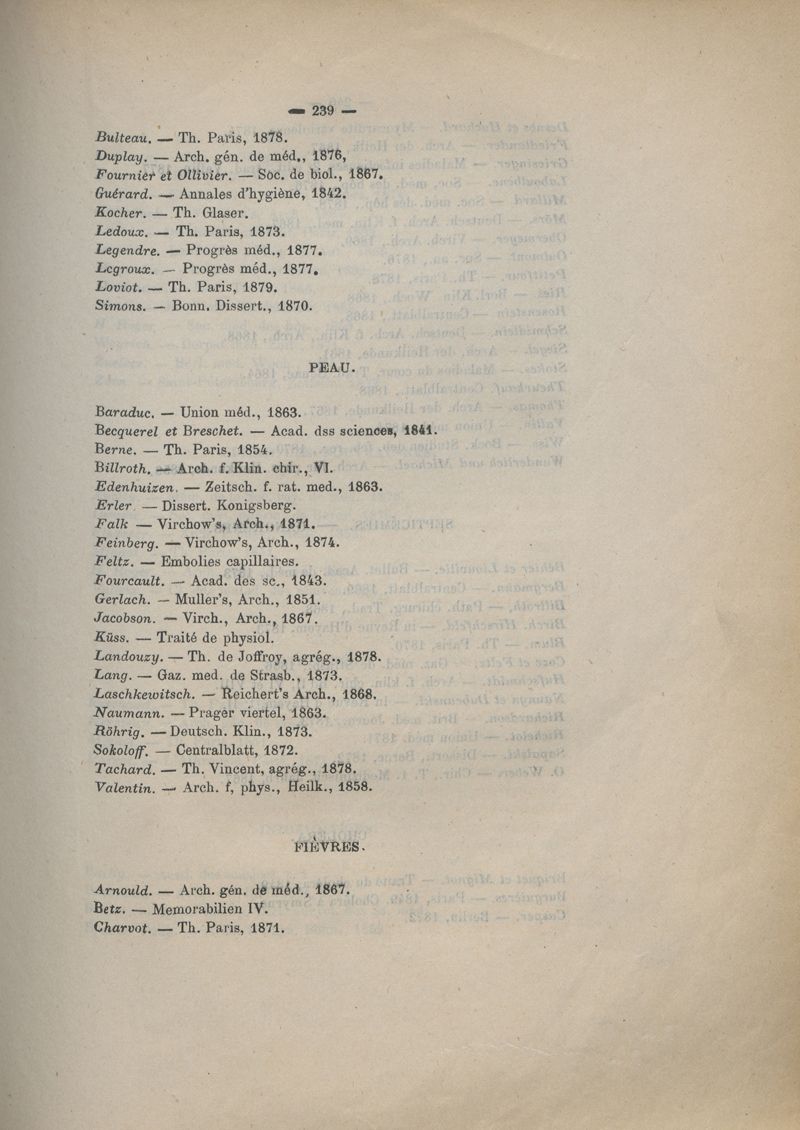 — 239 —
Bulteau. — Th. Paris, 1878.
Duplay. — Arch. gén. de méd., 1876,
Fournier et Ollivier. — Soc. de biol., 1867.
Guérard. — Annales d'hygiène, 1842.
Kocher. — Th. Glaser.
Ledoux. — Th. Paris, 1873.
Legendre. — Progrès méd., 1877.
Legroux. — Progrès méd., 1877.
Loviot. — Th. Paris, 1879.
Simons. — Bonn. Dissert., 1870.
PEAU.
Baraduc. — Union méd., 1863.
Becquerel et Breschet. — Acad. dss sciences, 1841.
Berne. — Th. Paris, 1854.
Billroth. — Arch. f. Klin. chir., VI.
Edenhuizen. — Zeitsch. f. rat. med., 1863.
Erler — Dissert. Konigsberg.
Falk — Virchow's, Arch., 1871.
Feinberg. — Virchow's, Arch., 1874.
Feltz. — Embolies capillaires.
Fourcault. — Acad. des sc., 1843.
Gerlach. — Muller's, Arch., 1851.
Jacobson. — Virch., Arch., 1867.
Küss. — Traité de physiol.
Landouzy. — Th. de Joffroy, agrég., 1878.
Lang. — Gaz. med. de Strasb., 1873.
Laschkewitsch. — Reichert's Arch., 1868.
Naumann. — Prager viertel, 1863.
Röhrig. — Deutsch. Klin., 1873.
Sokoloff. — Centralblatt, 1872.
Tachard. — Th. Vincent, agrég., 1878.
Valentin. — Arch. f, phys., Heilk., 1858.
FIÈVRES.
Arnould. — Arch. gén. de méd., 1867.
Betz. — Memorabilien IV.
Charvot. — Th. Paris, 1871.